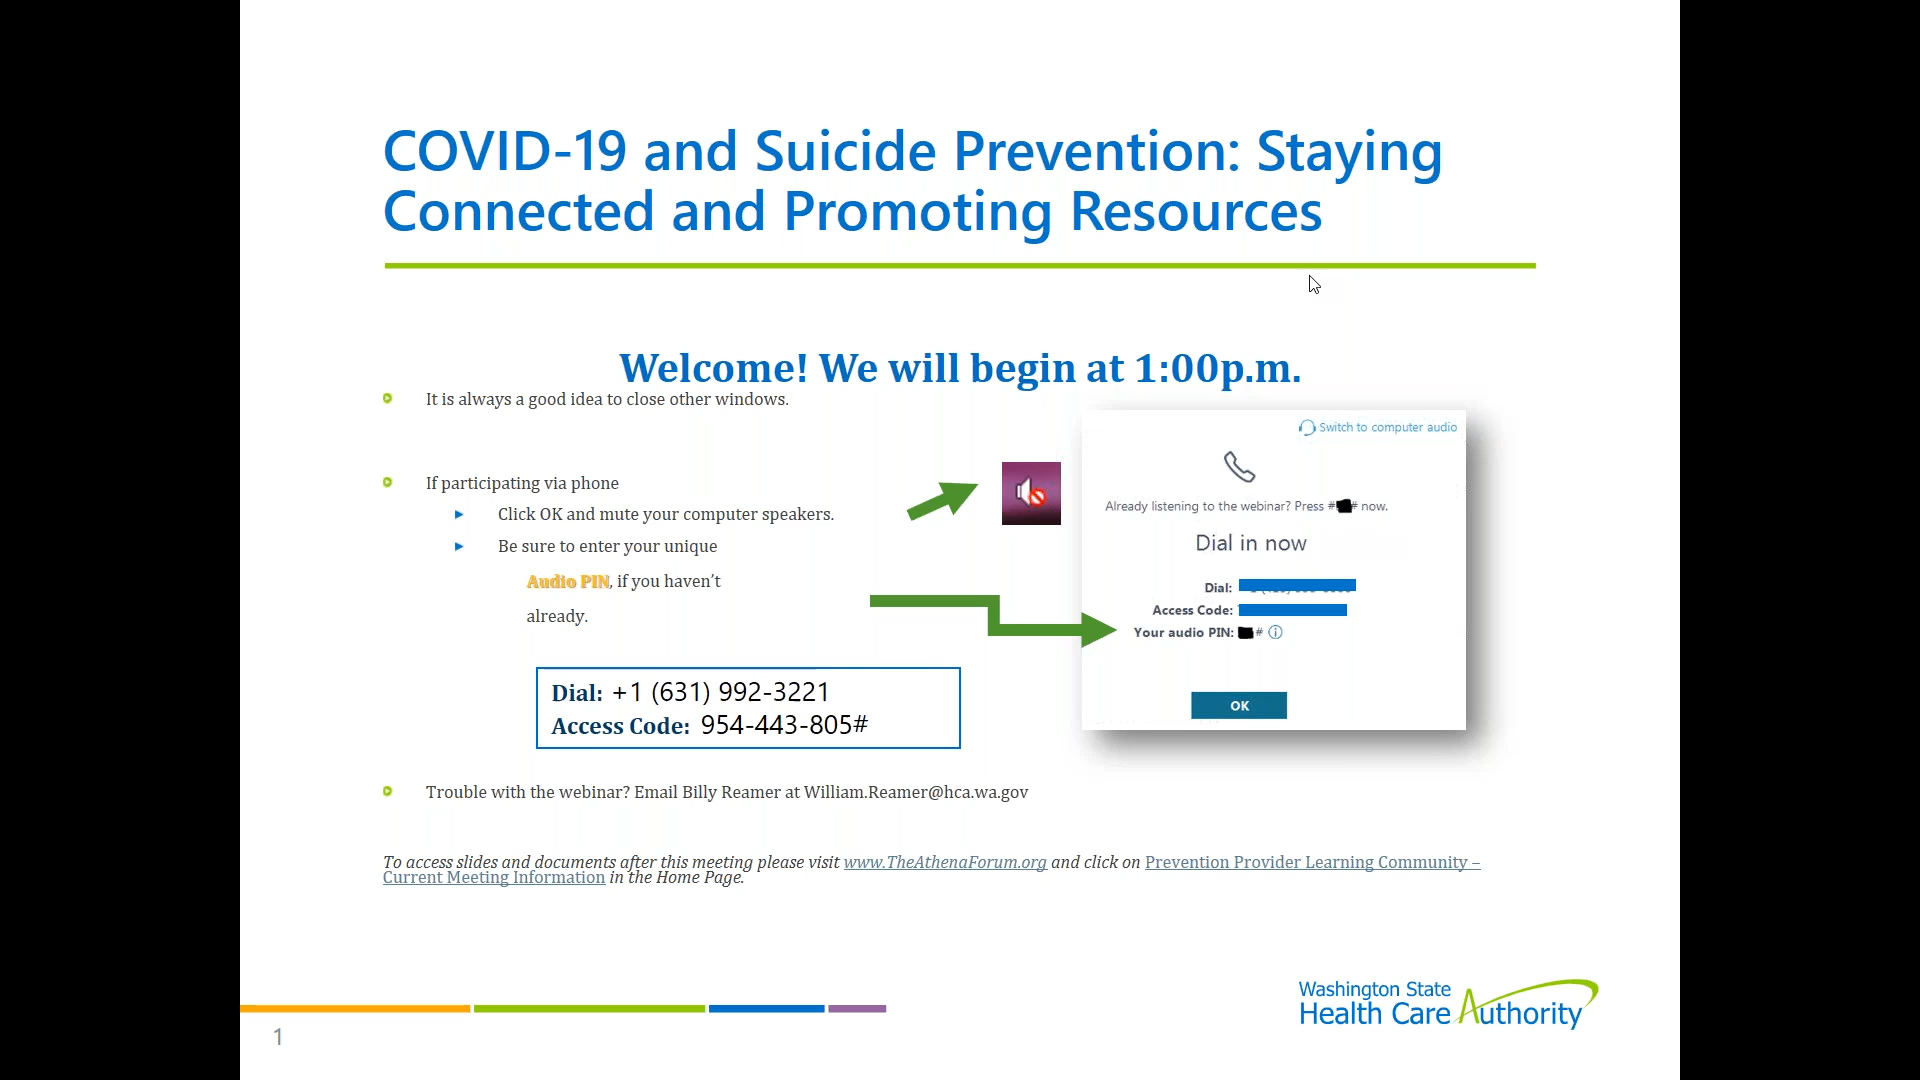 COVID-19 and Suicide Prevention: Staying
Connected and Promoting Resources
Welcome! We will begin at 1:00p.m.
It is always a good idea to close other windows.
If participating via phone
Click OK and mute your computer speakers.
Be sure to enter your unique
Audio PIN, if you haven't
already.
Dial: +1 (631) 992-3221
Access Code: 954-443-805#
Switch to computer audio
Already listening to the webinar? Press # # now.
Dial in now
Dial:
Access Code:
Your audio PIN: #
OK
Trouble with the webinar? Email Billy Reamer at William.Reamer@hca.wa.gov
To access slides and documents after this meeting please visit www.TheAthenaForum.org and click on Prevention Provider Learning Community –
Current Meeting Information in the Home Page.
1
Washington State
Health Care Authority